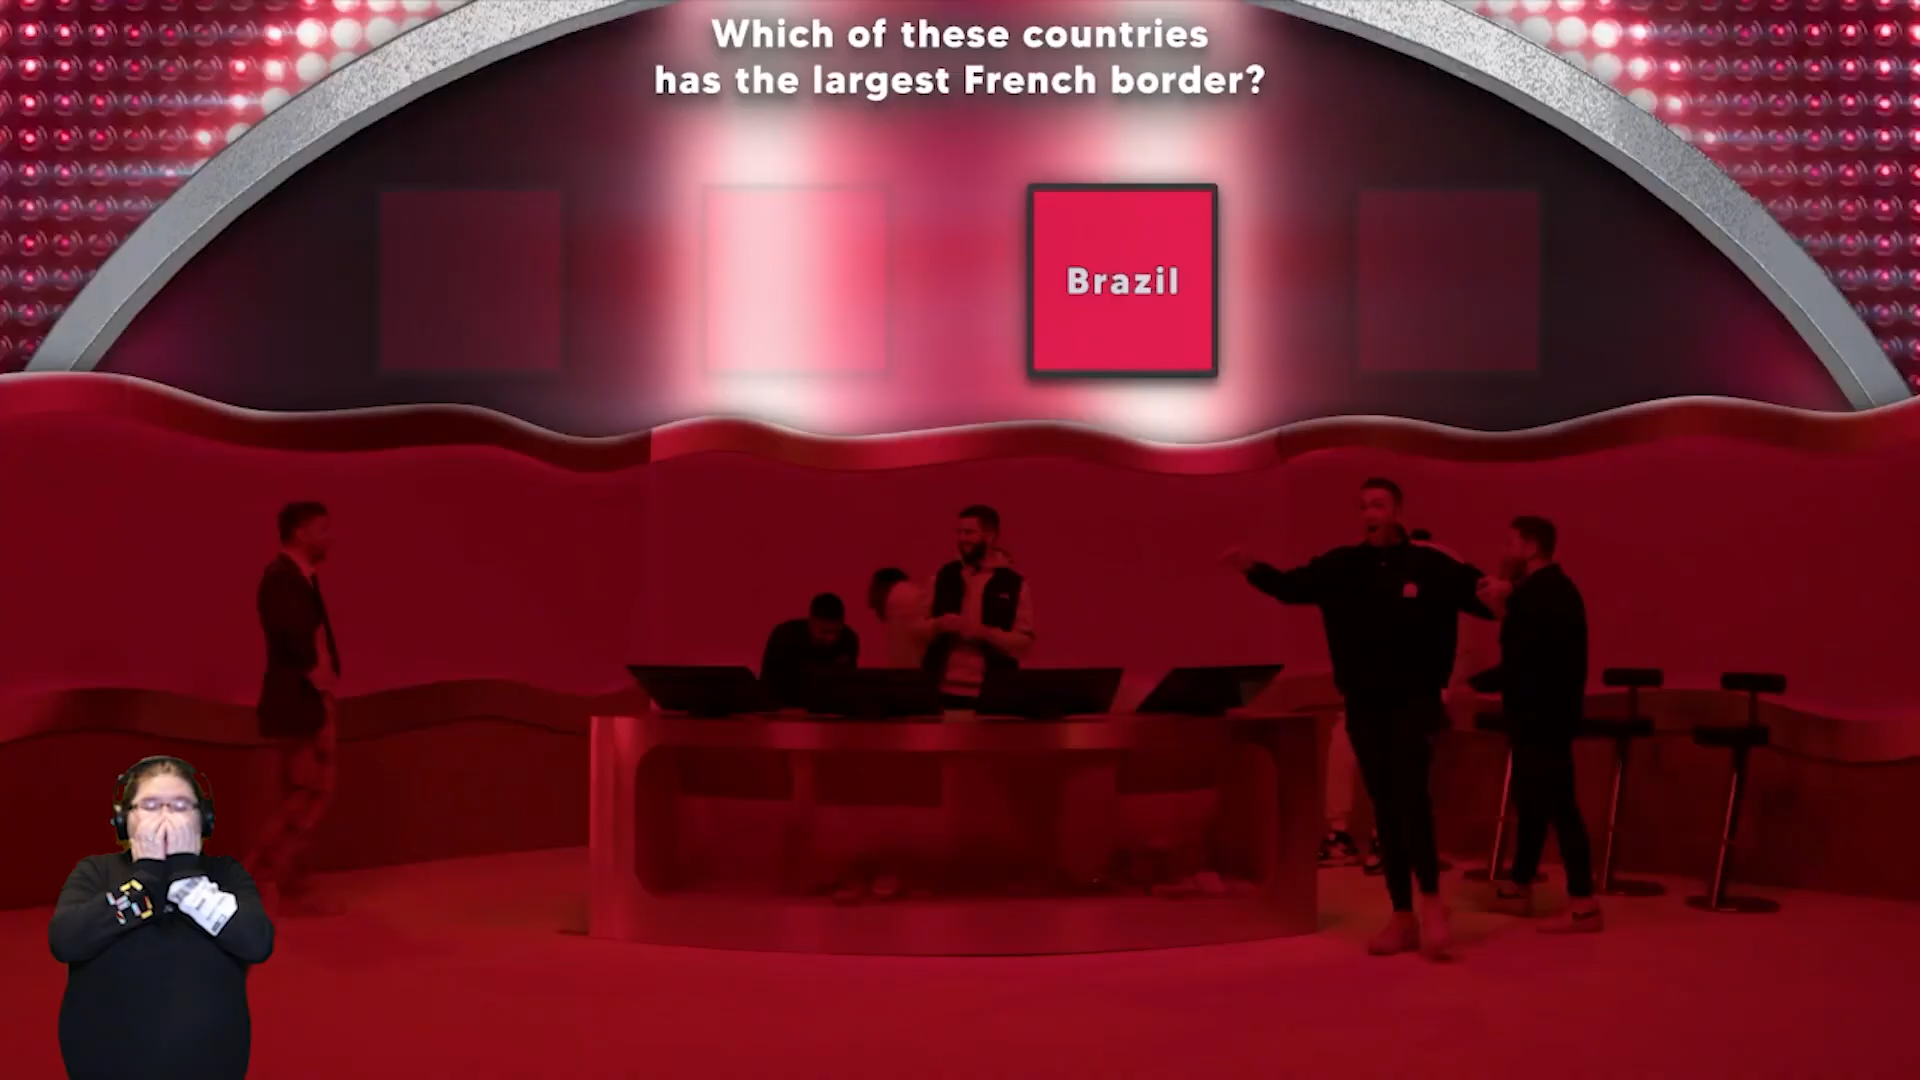 Which of these countries
has the largest French border?
Brazil